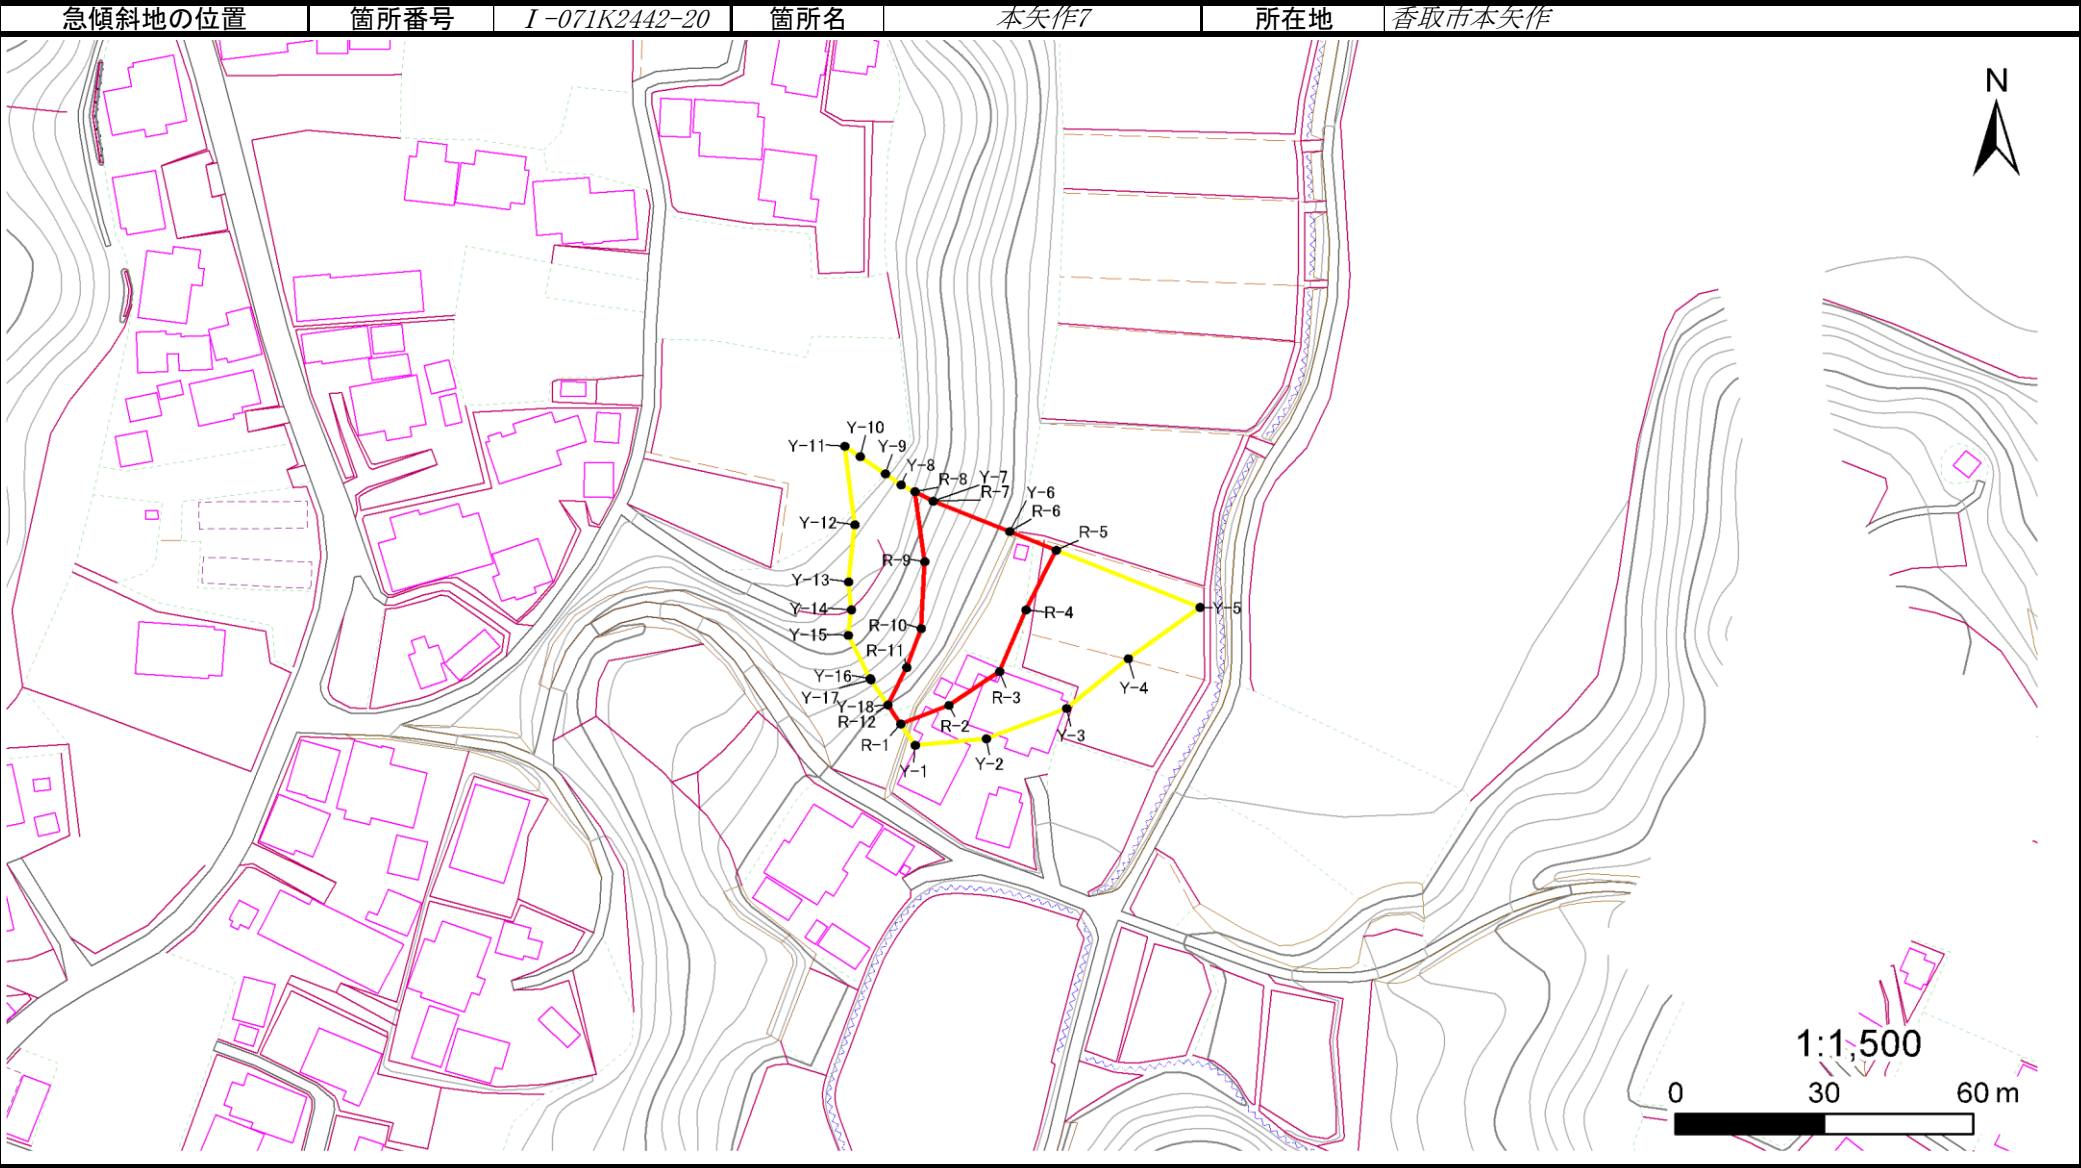 急傾斜地の位置 箇所番号 Ⅰ-071K2442-20 箇所名 本矢作7 所在地 香取市本矢作
N
Y-10
Y-11
Y-9
Y-8
R-8
Y-7
R-7
Y-6
R-6
R-5
Y-12
R-9
Y-13
Y-14
R-4
Y-5
Y-15
R-10
R-11
Y-16
R-3
Y-4
Y-17
Y-18
R-12
R-2
Y-3
R-1
Y-1
Y-2
1:1,500
0 30 60 m